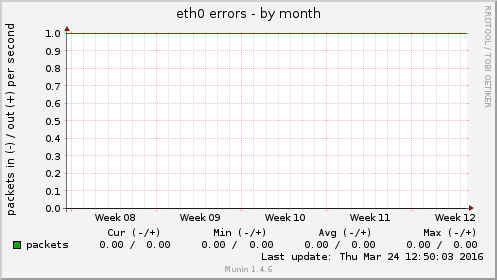 eth0 errors - by month
RRDTOOL / TOBI OETIKER
packets in (-) / out (+) per second
1.0
0.9
0.8
0.7
0.6
0.5
0.4
0.3
0.2
0.1
0.0
Week 08 Week 09 Week 10 Week 11 Week 12
Cur (-/+) Min (-/+) Avg (-/+) Max (-/+)
packets 0.00 / 0.00 0.00 / 0.00 0.00 / 0.00 0.00 / 0.00
Last update: Thu Mar 24 12:50:03 2016
Munin 1.4.6